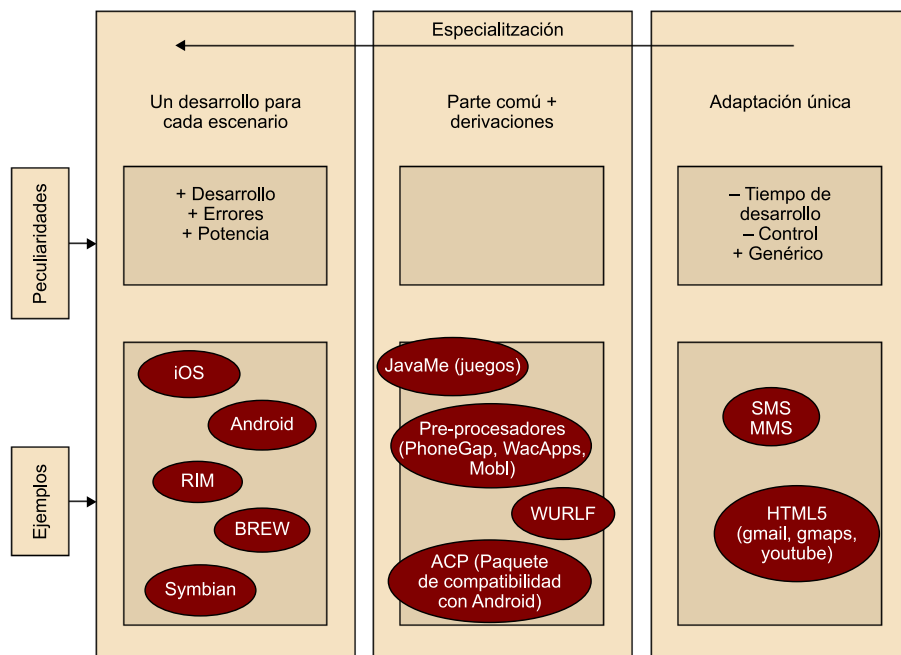 Especialitzación
Un desarrollo para
cada escenario
Parte comú +
derivaciones
Adaptación única
Peculiaridades
+ Desarrollo
+ Errores
+ Potencia
– Tiempo de
desarrollo
– Control
+ Genérico
Ejemplos
iOS
Android
RIM
BREW
Symbian
JavaMe (juegos)
Pre-procesadores
(PhoneGap, WacApps,
Mobl)
WURLF
ACP (Paquete
de compatibilidad
con Android)
SMS
MMS
HTML5
(gmail, gmaps,
youtube)